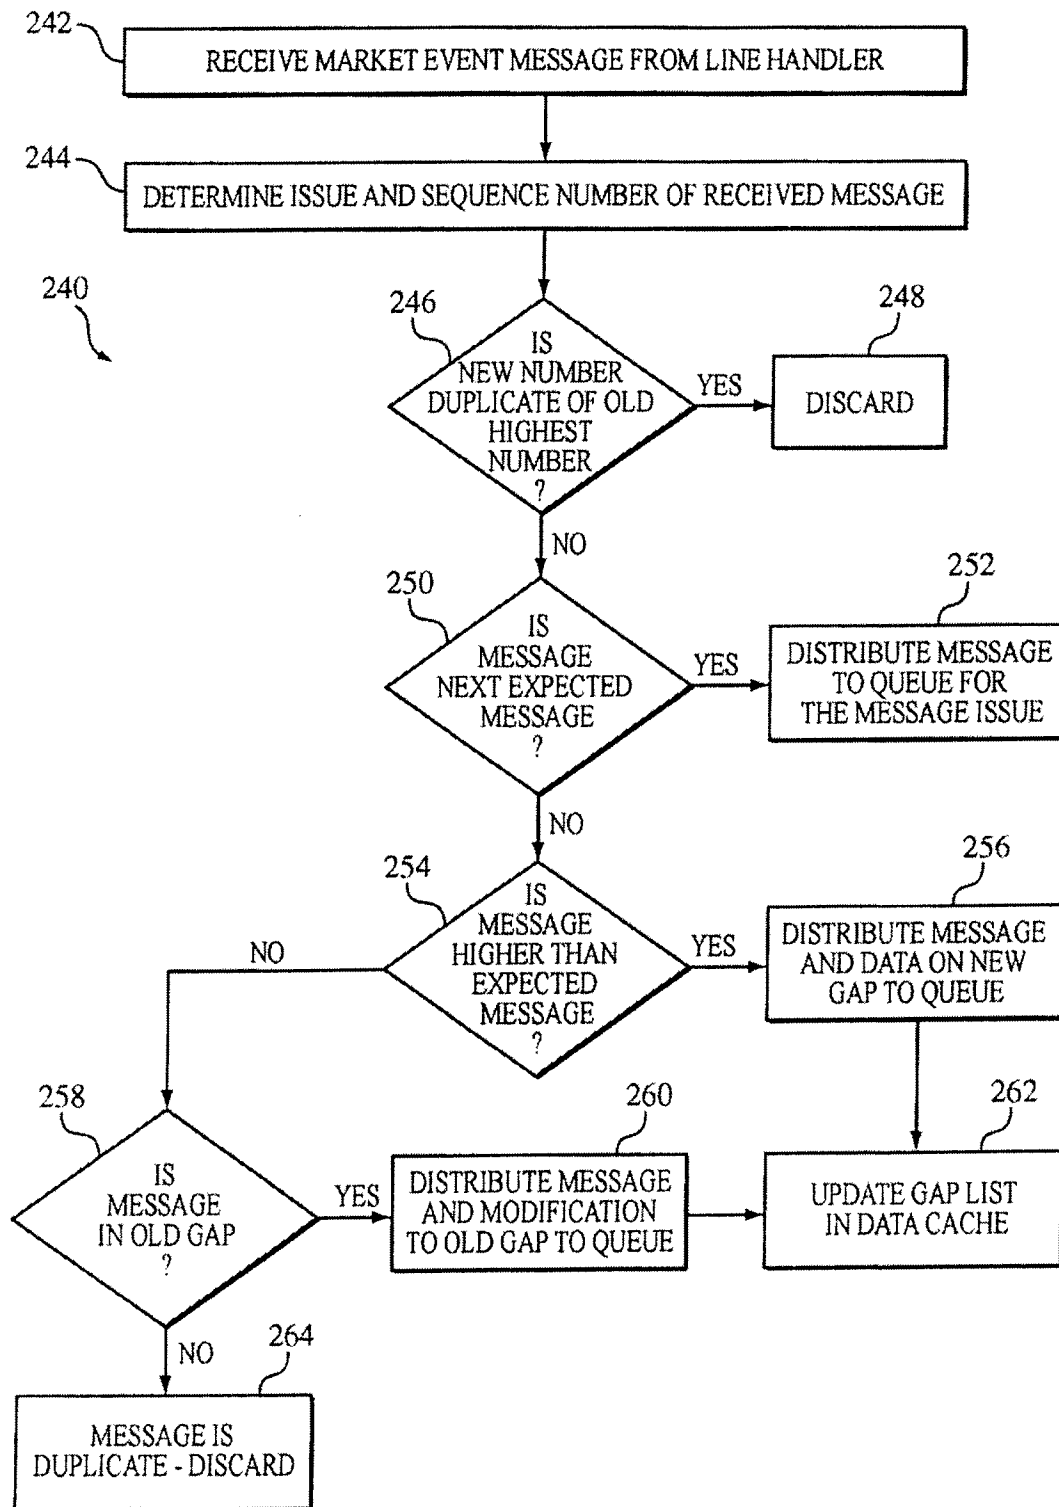 242
RECEIVE MARKET EVENT MESSAGE FROM LINE HANDLER
244
DETERMINE ISSUE AND SEQUENCE NUMBER OF RECEIVED MESSAGE
240
246
IS
NEW NUMBER
DUPLICATE OF OLD
HIGHEST
NUMBER
?
YES
248
DISCARD
NO
250
IS
MESSAGE
NEXT EXPECTED
MESSAGE
?
YES
252
DISTRIBUTE MESSAGE
TO QUEUE FOR
THE MESSAGE ISSUE
NO
254
IS
MESSAGE
HIGHER THAN
EXPECTED
MESSAGE
?
YES
256
DISTRIBUTE MESSAGE
AND DATA ON NEW
GAP TO QUEUE
NO
258
IS
MESSAGE
IN OLD GAP
?
YES
260
DISTRIBUTE MESSAGE
AND MODIFICATION
TO OLD GAP TO QUEUE
262
UPDATE GAP LIST
IN DATA CACHE
NO
264
MESSAGE IS
DUPLICATE - DISCARD